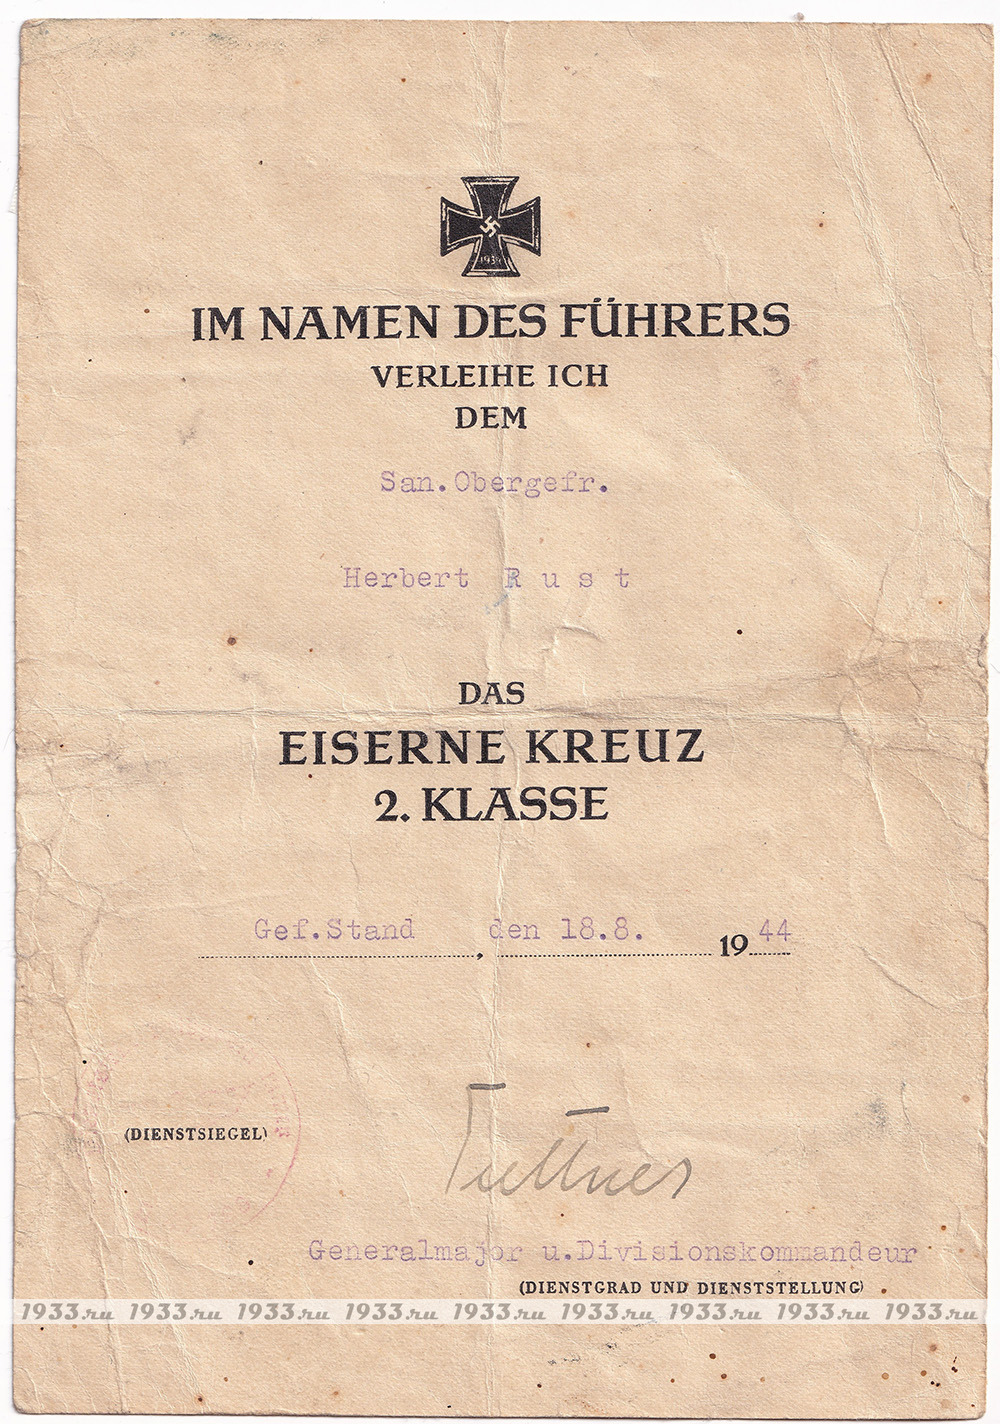 1939
IM NAMEN DES FÜHRERS
VERLEIHE ICH
DEM
San.Obergefr.
Herbert R u s t
DAS
EISERNE KREUZ
2. KLASSE
Gef.Stand , den 18.8. 1944
(DIENSTSIEGEL)
Generalmajor u.Divisionskommandeur
(DIENSTGRAD UND DIENSTSTELLUNG)
1933.ru 1933.ru 1933.ru 1933.ru 1933.ru 1933.ru 1933.ru 1933.ru 1933.ru